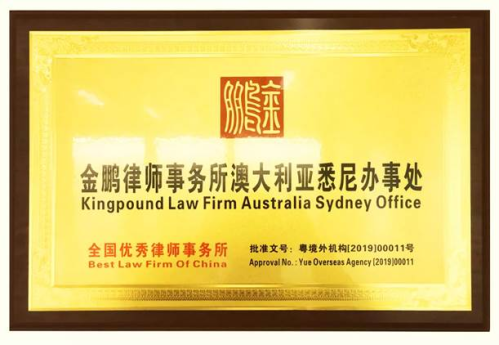 金鹏
金鹏律师事务所澳大利亚悉尼办事处
Kingpound Law Firm Australia Sydney Office
全国优秀律师事务所
Best Law Firm Of China
批准文号：粤境外机构[2019]00011号
Approval No.: Yue Overseas Agency [2019]00011